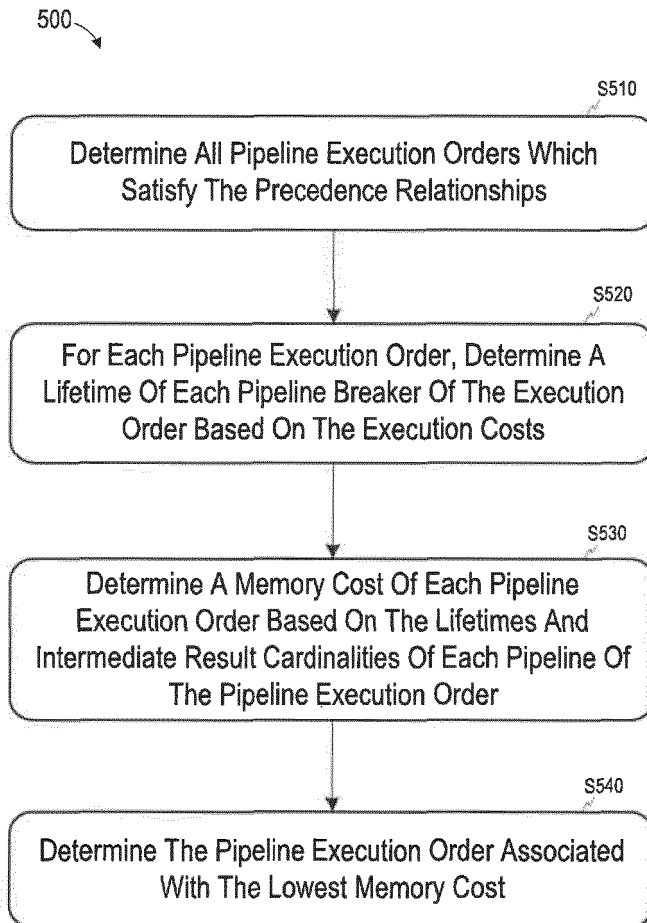 500
S510
Determine All Pipeline Execution Orders Which
Satisfy The Precedence Relationships
S520
For Each Pipeline Execution Order, Determine A
Lifetime Of Each Pipeline Breaker Of The Execution
Order Based On The Execution Costs
S530
Determine A Memory Cost Of Each Pipeline
Execution Order Based On The Lifetimes And
Intermediate Result Cardinalities Of Each Pipeline Of
The Pipeline Execution Order
S540
Determine The Pipeline Execution Order Associated
With The Lowest Memory Cost